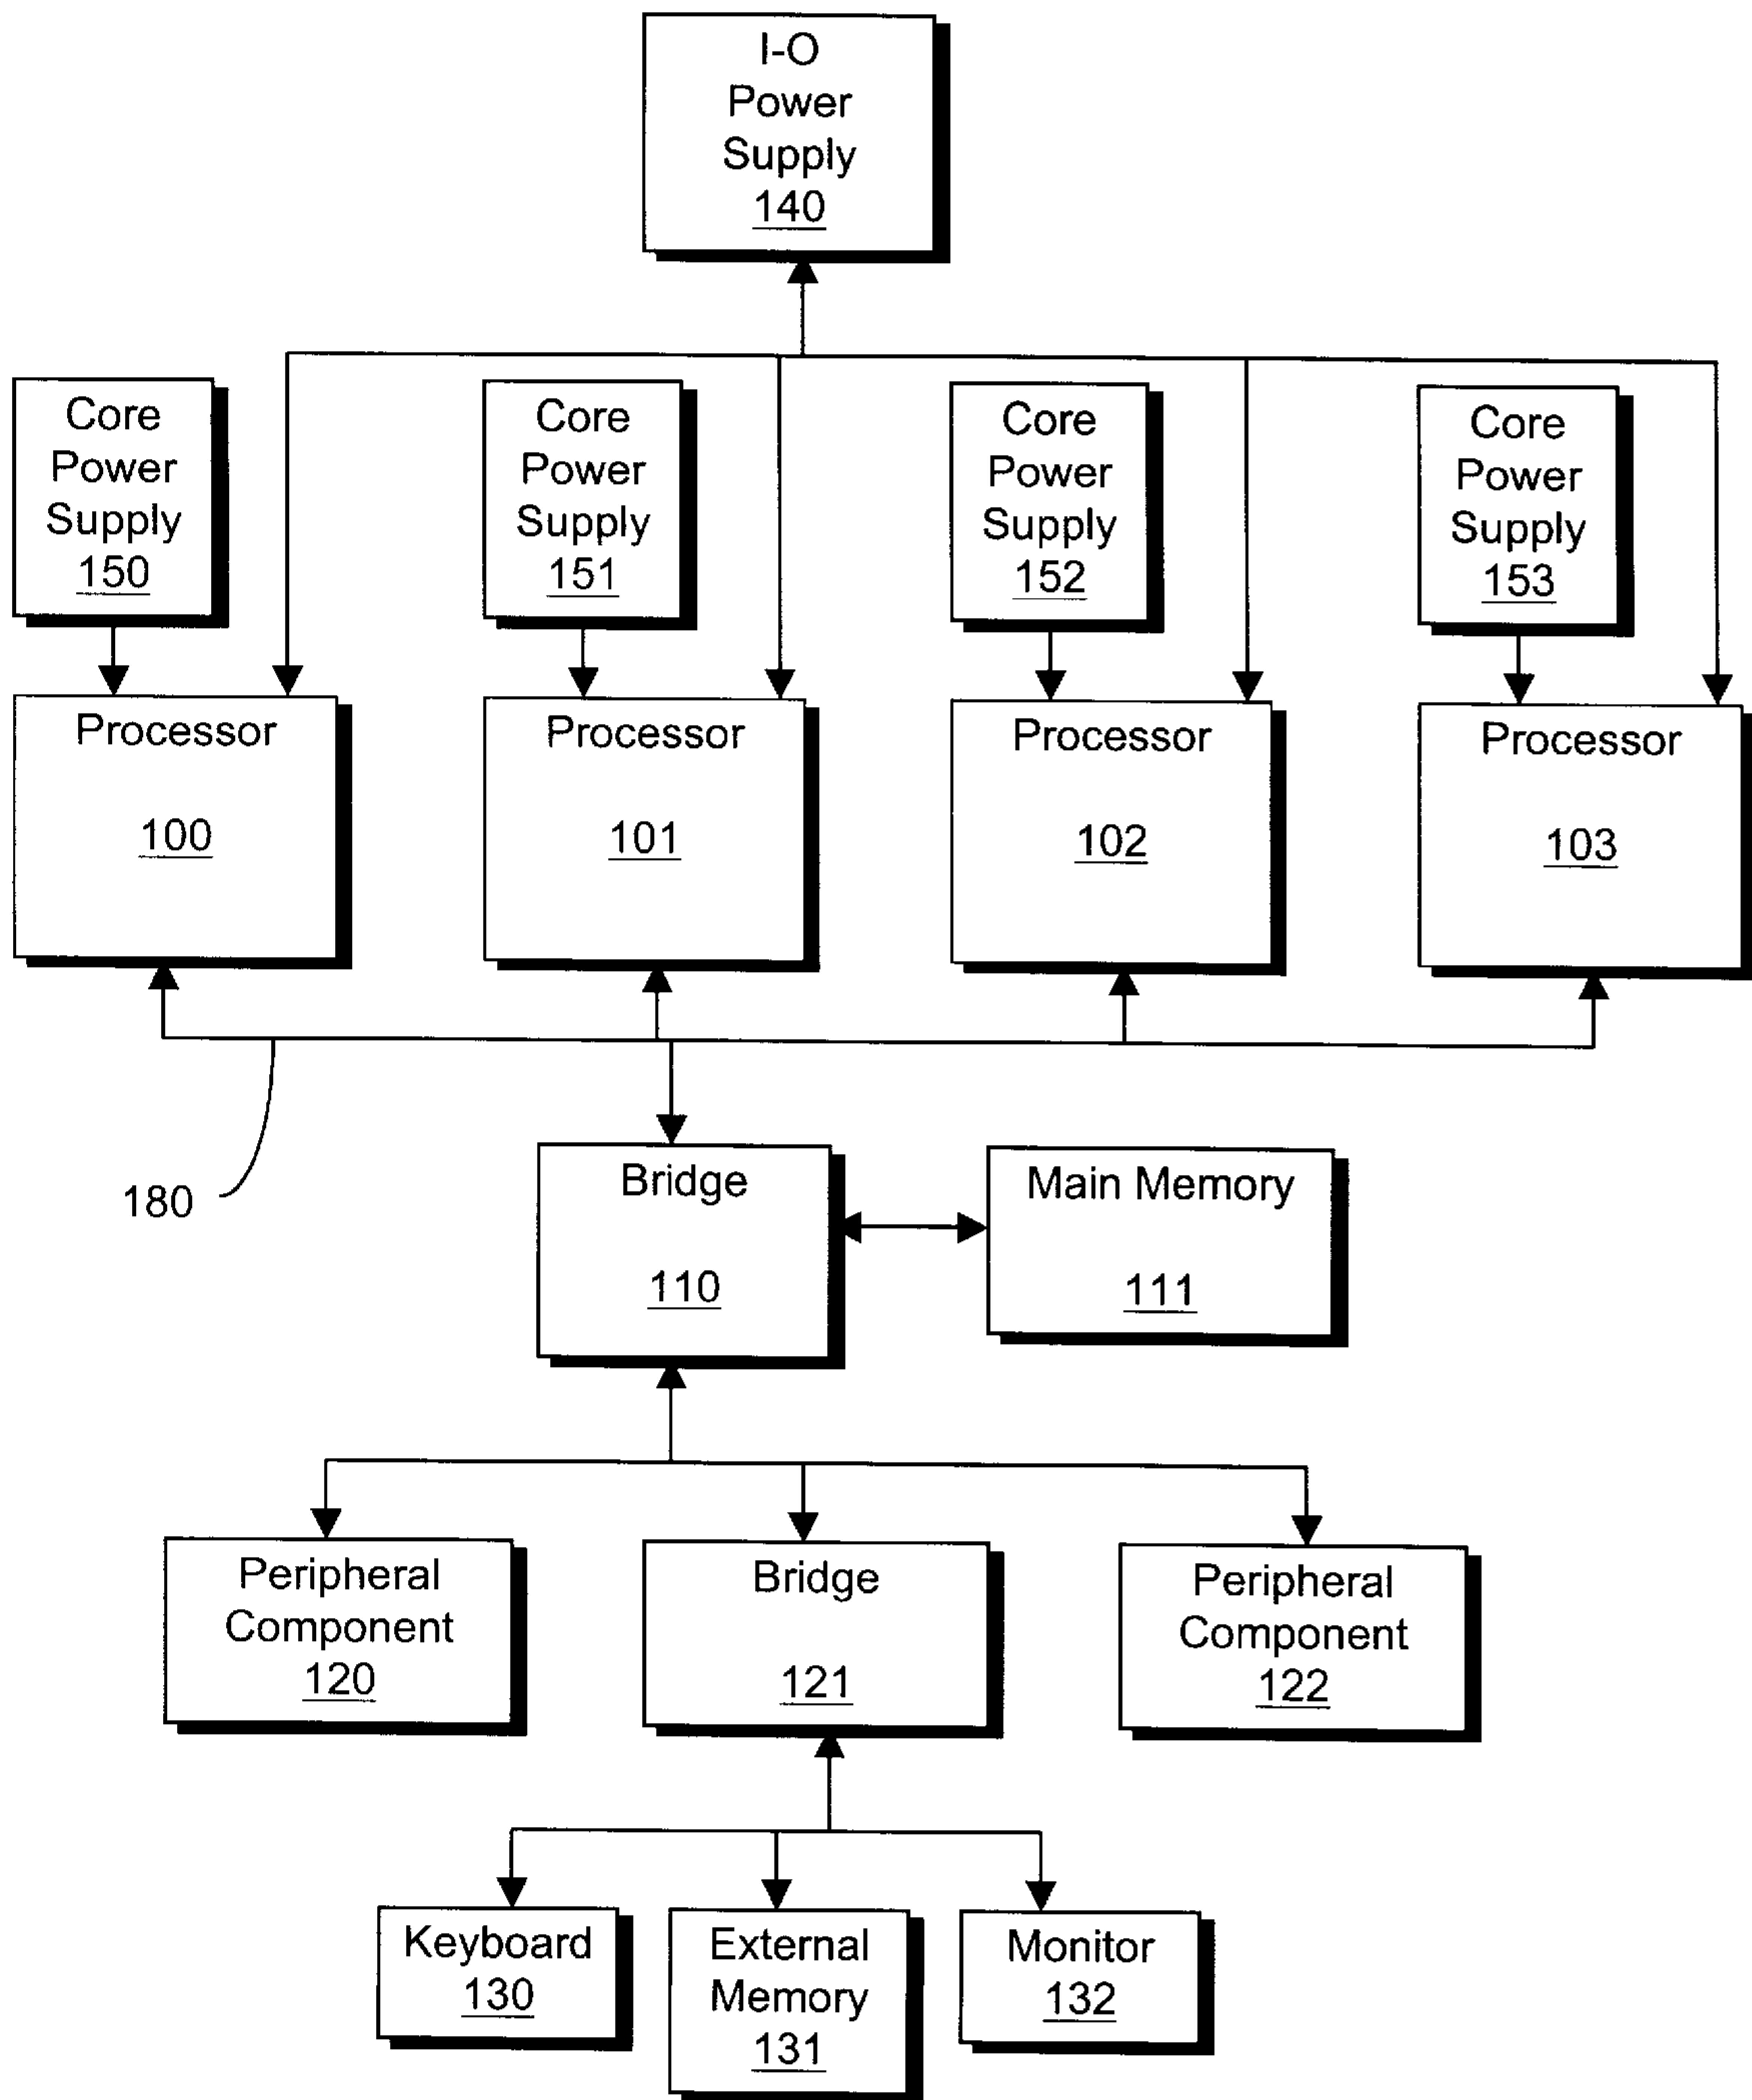 I-O
Power
Supply
140
Core
Power
Supply
150
Core
Power
Supply
151
Core
Power
Supply
152
Core
Power
Supply
153
Processor
100
Processor
101
Processor
102
Processor
103
180
Bridge
110
Main Memory
111
Peripheral
Component
120
Bridge
121
Peripheral
Component
122
Keyboard
130
External
Memory
131
Monitor
132